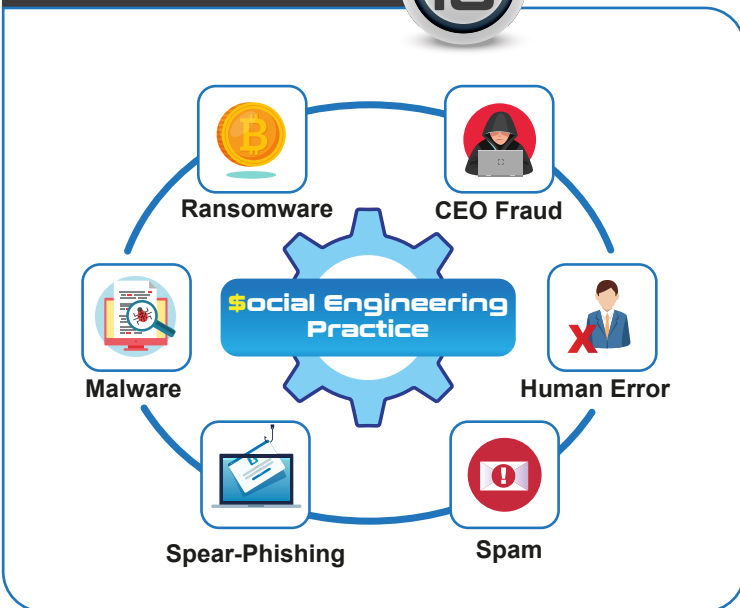 Ransomware
CEO Fraud
$ocial Engineering
Practice
Malware
Human Error
Spear-Phishing
Spam